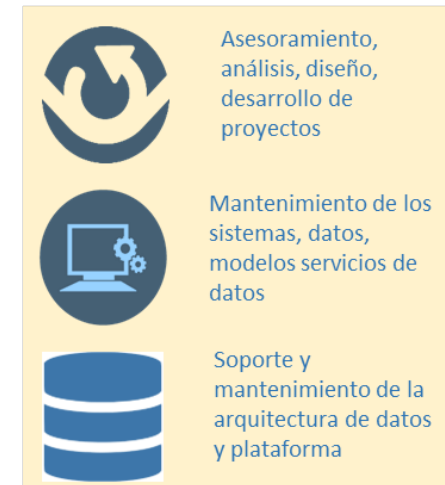 Asesoramiento,
análisis, diseño,
desarrollo de
proyectos
Mantenimiento de los
sistemas, datos,
modelos servicios de
datos
Soporte y
mantenimiento de la
arquitectura de datos
y plataforma